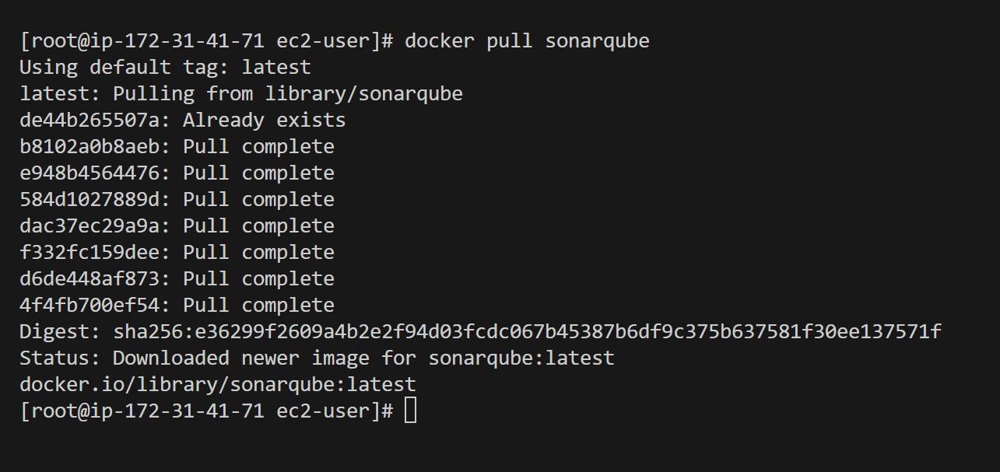 [root@ip-172-31-41-71 ec2-user]# docker pull sonarqube
Using default tag: latest
latest: Pulling from library/sonarqube
de44b265507a: Already exists
b8102a0b8aeb: Pull complete
e948b4564476: Pull complete
584d1027889d: Pull complete
dac37ec29a9a: Pull complete
f332fc159dee: Pull complete
d6de448af873: Pull complete
4f4fb700ef54: Pull complete
Digest: sha256:e36299f2609a4b2e2f94d03fcdc067b45387b6df9c375b637581f30ee137571f
Status: Downloaded newer image for sonarqube:latest
docker.io/library/sonarqube:latest
[root@ip-172-31-41-71 ec2-user]#